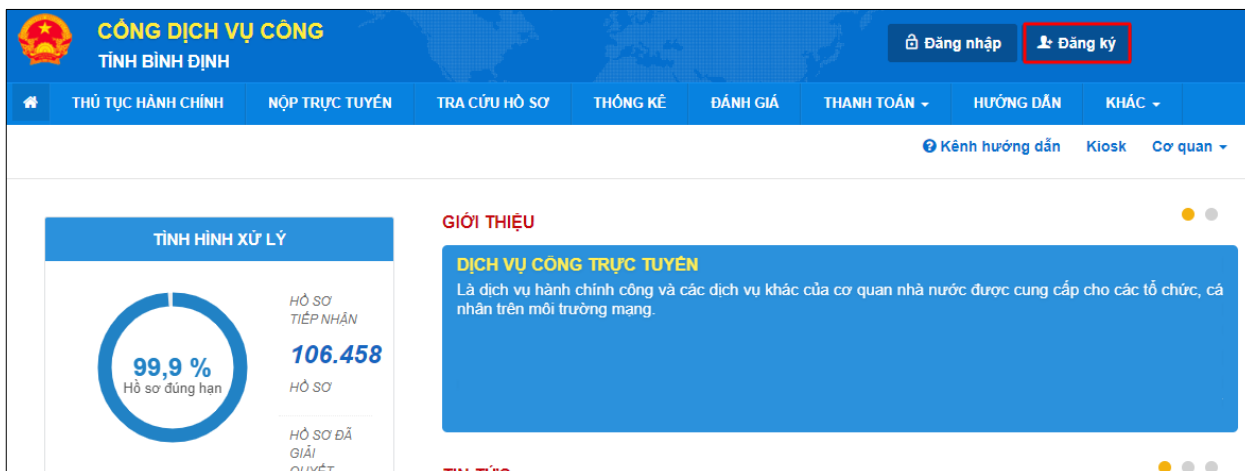 CỔNG DỊCH VỤ CÔNG
TỈNH BÌNH ĐỊNH
Đăng nhập
Đăng ký
THỦ TỤC HÀNH CHÍNH
NỘP TRỰC TUYẾN
TRA CỨU HỒ SƠ
THỐNG KÊ
ĐÁNH GIÁ
THANH TOÁN
HƯỚNG DẪN
KHÁC
Kênh hướng dẫn
Kiosk
Cơ quan
TÌNH HÌNH XỬ LÝ
99,9 %
Hồ sơ đúng hạn
HỒ SƠ
TIẾP NHẬN
106.458
HỒ SƠ
HỒ SƠ ĐÃ
GIẢI
QUYẾT
GIỚI THIỆU
DỊCH VỤ CÔNG TRỰC TUYẾN
Là dịch vụ hành chính công và các dịch vụ khác của cơ quan nhà nước được cung cấp cho các tổ chức, cá
nhân trên môi trường mạng.
TIN TỨC